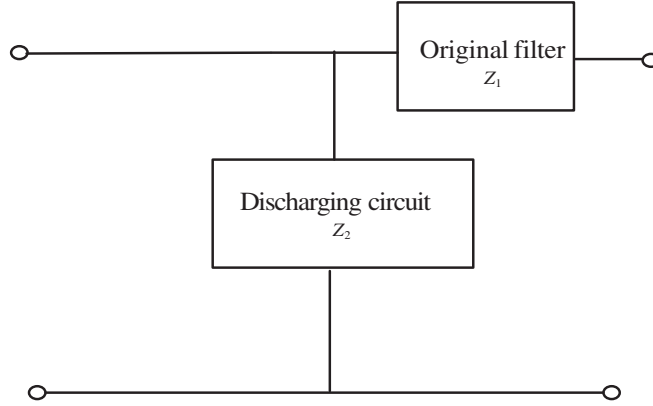 Original filter
Z₁
Discharging circuit
Z₂